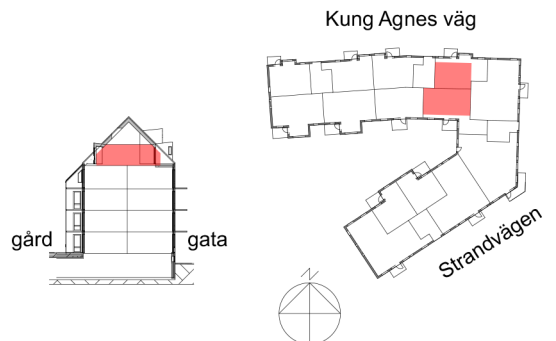 Kung Agnes väg
gård
gata
Strandvägen
N